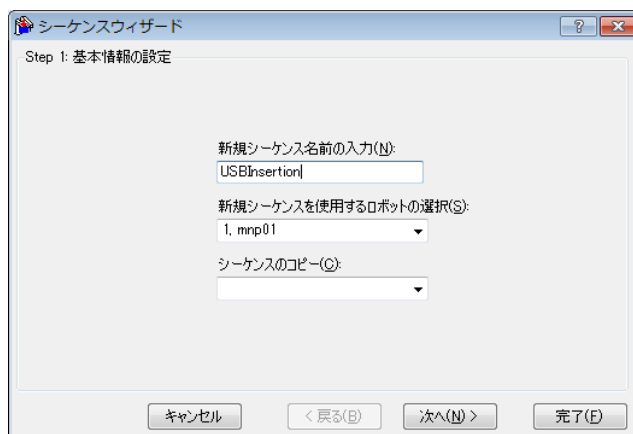 シーケンスウィザード
Step 1: 基本情報の設定
新規シーケンス名前の入力(N):
USBInsertion
新規シーケンスを使用するロボットの選択(S):
1, mnp01
シーケンスのコピー(C):
キャンセル
< 戻る(B)
次へ(N) >
完了(F)